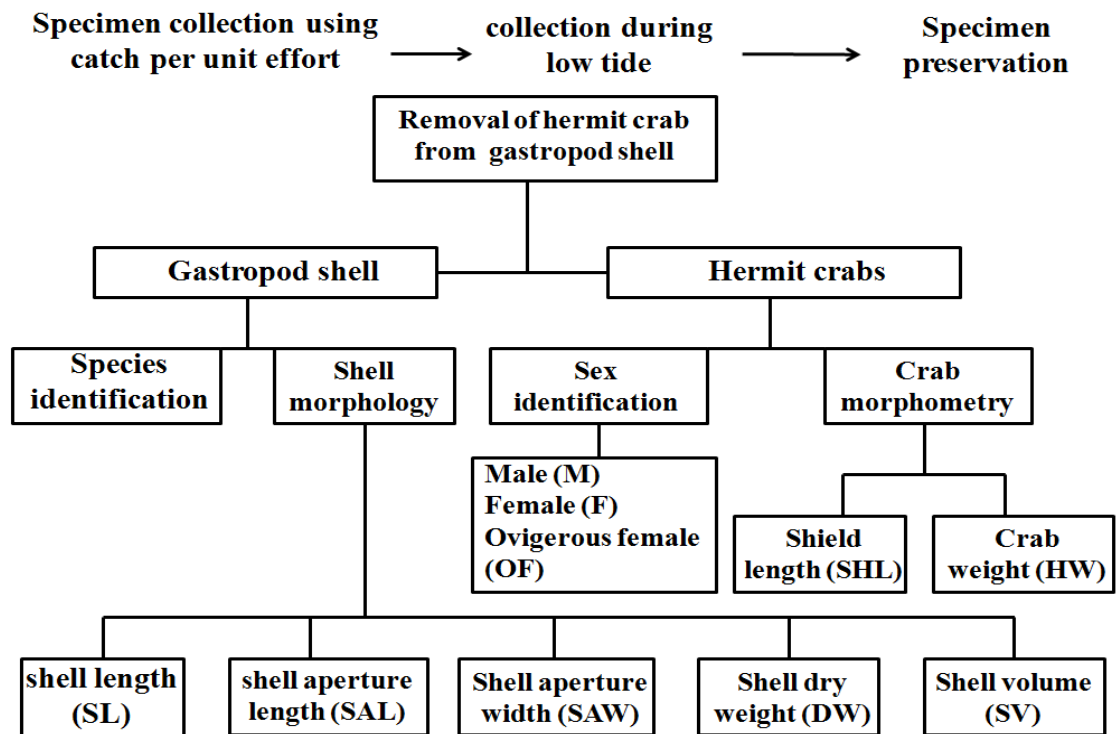 Specimen collection using
catch per unit effort
collection during
low tide
Specimen
preservation
Removal of hermit crab
from gastropod shell
Gastropod shell
Hermit crabs
Species
identification
Shell
morphology
Sex
identification
Crab
morphometry
Male (M)
Female (F)
Ovigerous female
(OF)
Shield
length (SHL)
Crab
weight (HW)
shell length
(SL)
shell aperture
length (SAL)
Shell aperture
width (SAW)
Shell dry
weight (DW)
Shell volume
(SV)